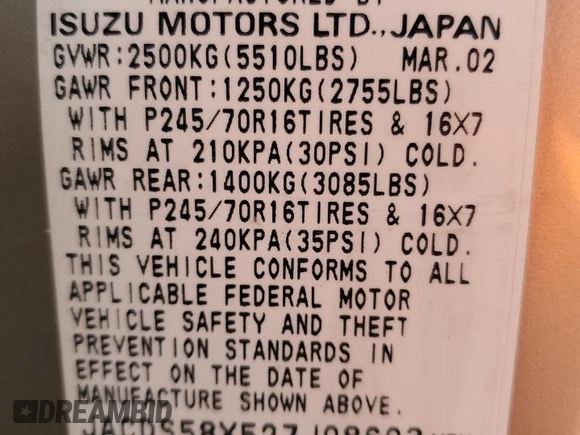 MANUFACTURED BY
ISUZU MOTORS LTD., JAPAN
GVWR:2500KG(5510LBS) MAR.02
GAWR FRONT:1250KG(2755LBS)
WITH P245/70R16TIRES & 16X7
RIMS AT 210KPA(30PSI) COLD.
GAWR REAR:1400KG(3085LBS)
WITH P245/70R16TIRES & 16X7
RIMS AT 240KPA(35PSI) COLD.
THIS VEHICLE CONFORMS TO ALL
APPLICABLE FEDERAL MOTOR
VEHICLE SAFETY AND THEFT
PREVENTION STANDARDS IN
EFFECT ON THE DATE OF
MANUFACTURE SHOWN ABOVE.
DREAMBID